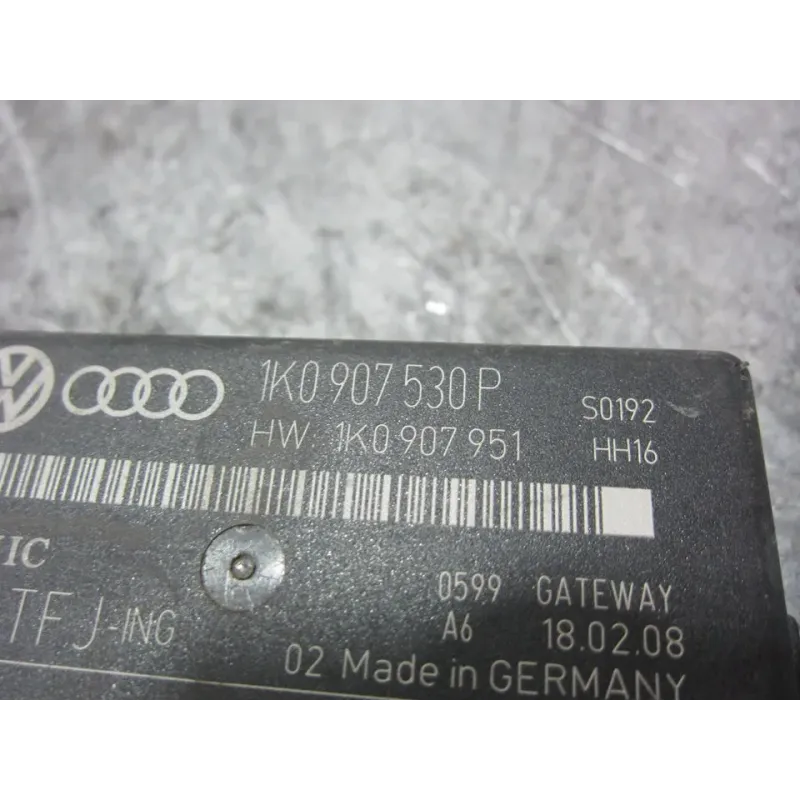 1K0 907 530 P S0192
HW 1K0 907 951 HH16
TFJ-ING
0599 GATEWAY
A6 18.02.08
02 Made in GERMANY